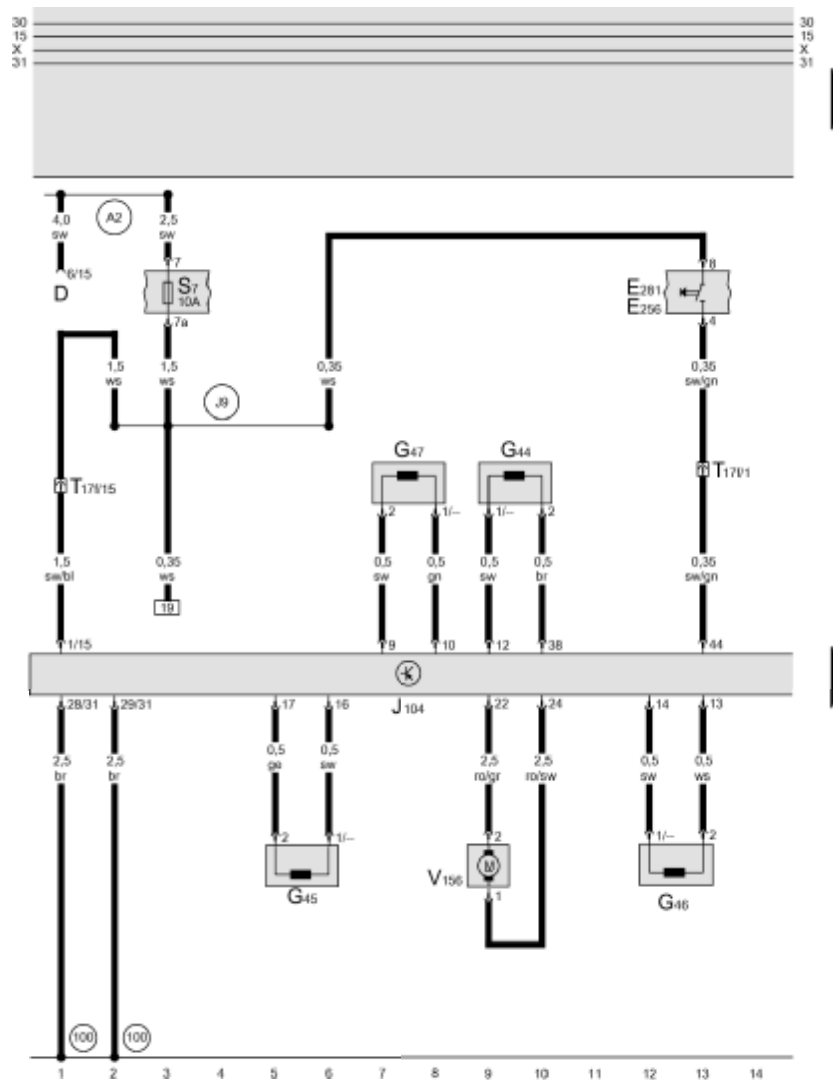 30 30
15 15
X X
31 31
A2
4,0 sw
2,5 sw
6/15
D
7
S7 10A
7a
8
E281
E256
4
1,5 ws
1,5 ws
0,35 ws
0,35 sw/gn
J9
G47
G44
T17f/15
T17f/1
2 1/-- 1/-- 2
1,5 sw/bl
0,35 ws
0,5 sw
0,5 gn
0,5 sw
0,5 br
0,35 sw/gn
19
1/15 9 10 12 38 44
J104
28/31 29/31 17 16 22 24 14 13
2,5 br
2,5 br
0,5 ge
0,5 sw
2,5 ro/gr
2,5 ro/sw
0,5 sw
0,5 ws
2 1/-- 2 1/-- 2
M
V156
1
G45
G46
100 100
1 2 3 4 5 6 7 8 9 10 11 12 13 14